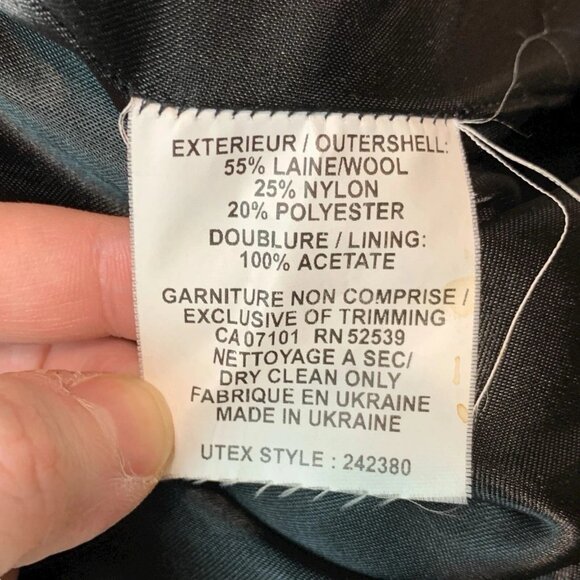 EXTERIEUR / OUTERSHELL:
55% LAINE/WOOL
25% NYLON
20% POLYESTER
DOUBLURE / LINING:
100% ACETATE
GARNITURE NON COMPRISE /
EXCLUSIVE OF TRIMMING
CA 07101 RN 52539
NETTOYAGE A SEC/
DRY CLEAN ONLY
FABRIQUE EN UKRAINE
MADE IN UKRAINE
UTEX STYLE : 242380